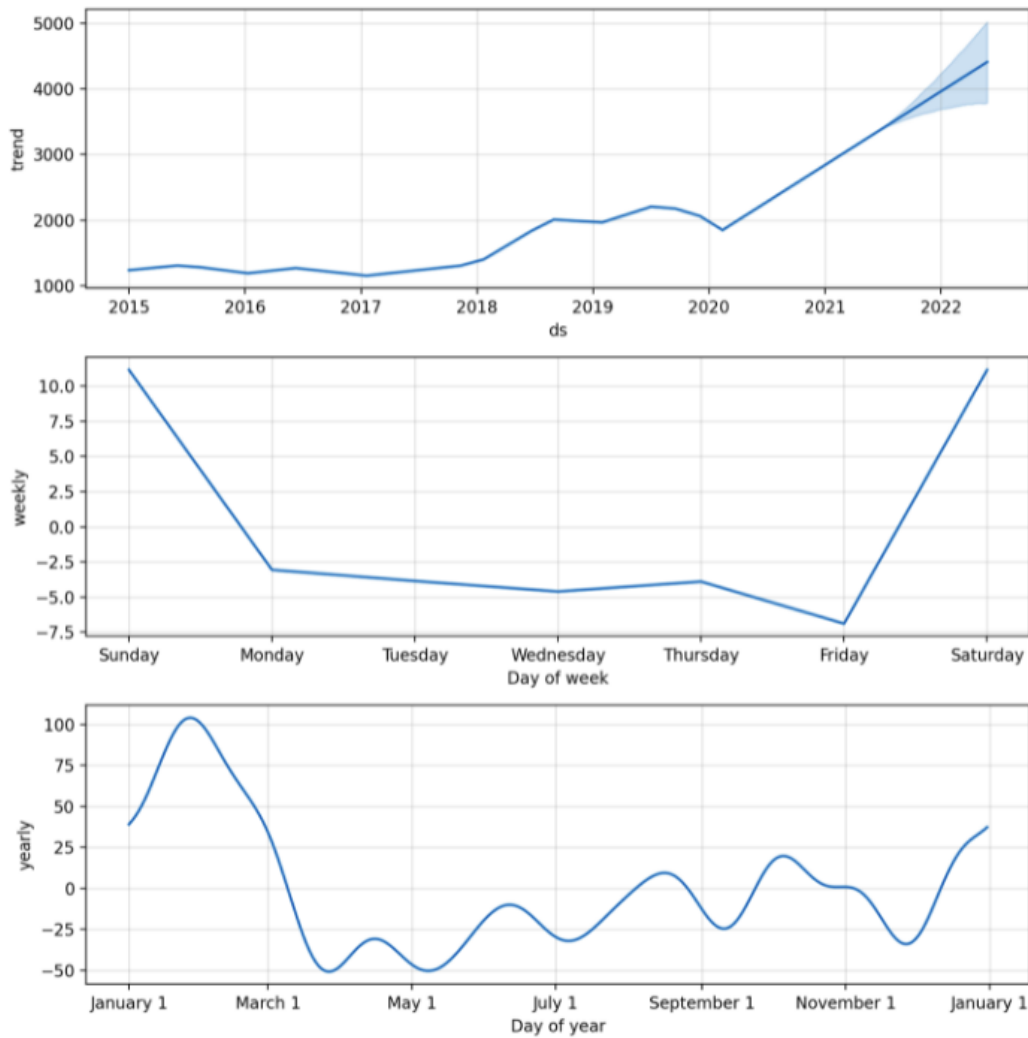 5000
4000
3000
2000
1000
trend
2015 2016 2017 2018 2019 2020 2021 2022
ds
10.0
7.5
5.0
2.5
0.0
−2.5
−5.0
−7.5
weekly
Sunday Monday Tuesday Wednesday Thursday Friday Saturday
Day of week
100
75
50
25
0
−25
−50
yearly
January 1 March 1 May 1 July 1 September 1 November 1 January 1
Day of year